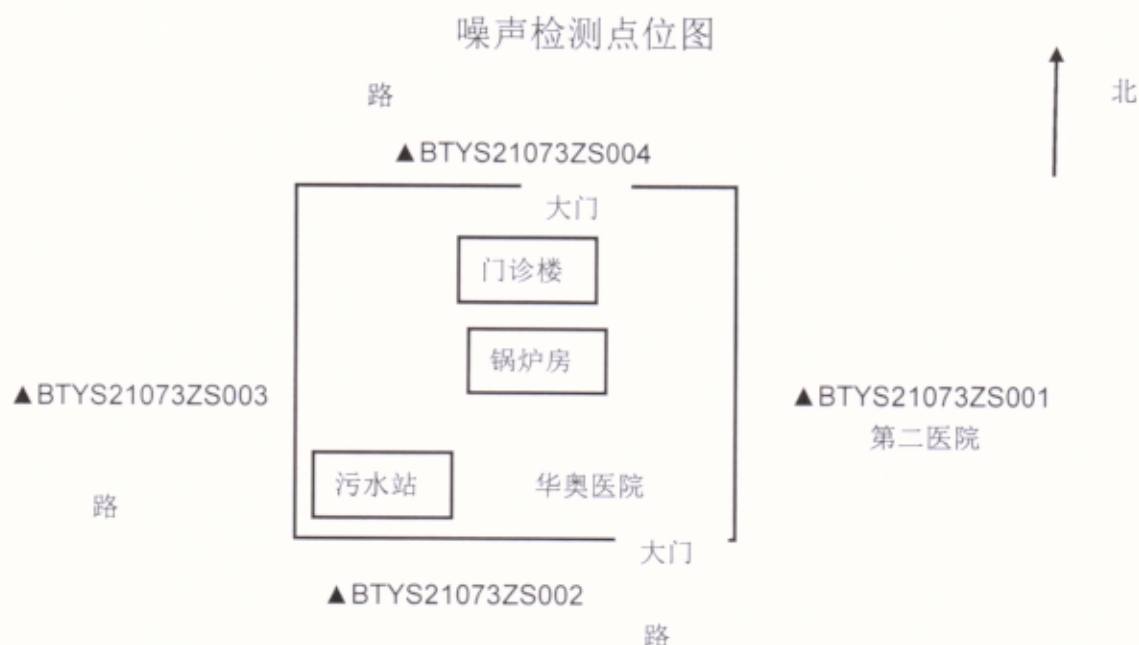 噪声检测点位图
路
北
▲BTYS21073ZS004
大门
门诊楼
锅炉房
▲BTYS21073ZS003
▲BTYS21073ZS001
第二医院
污水站
华奥医院
路
大门
▲BTYS21073ZS002
路